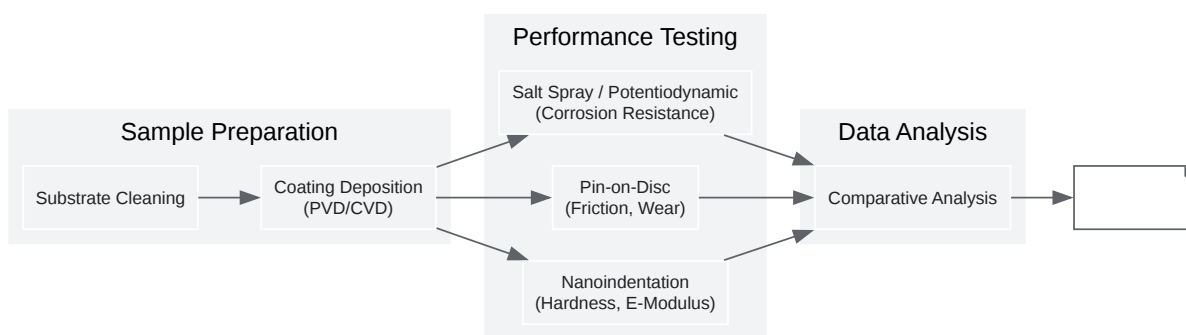 Sample Preparation
Substrate Cleaning
Coating Deposition
(PVD/CVD)
Performance Testing
Salt Spray / Potentiodynamic
(Corrosion Resistance)
Pin-on-Disc
(Friction, Wear)
Nanoindentation
(Hardness, E-Modulus)
Data Analysis
Comparative Analysis